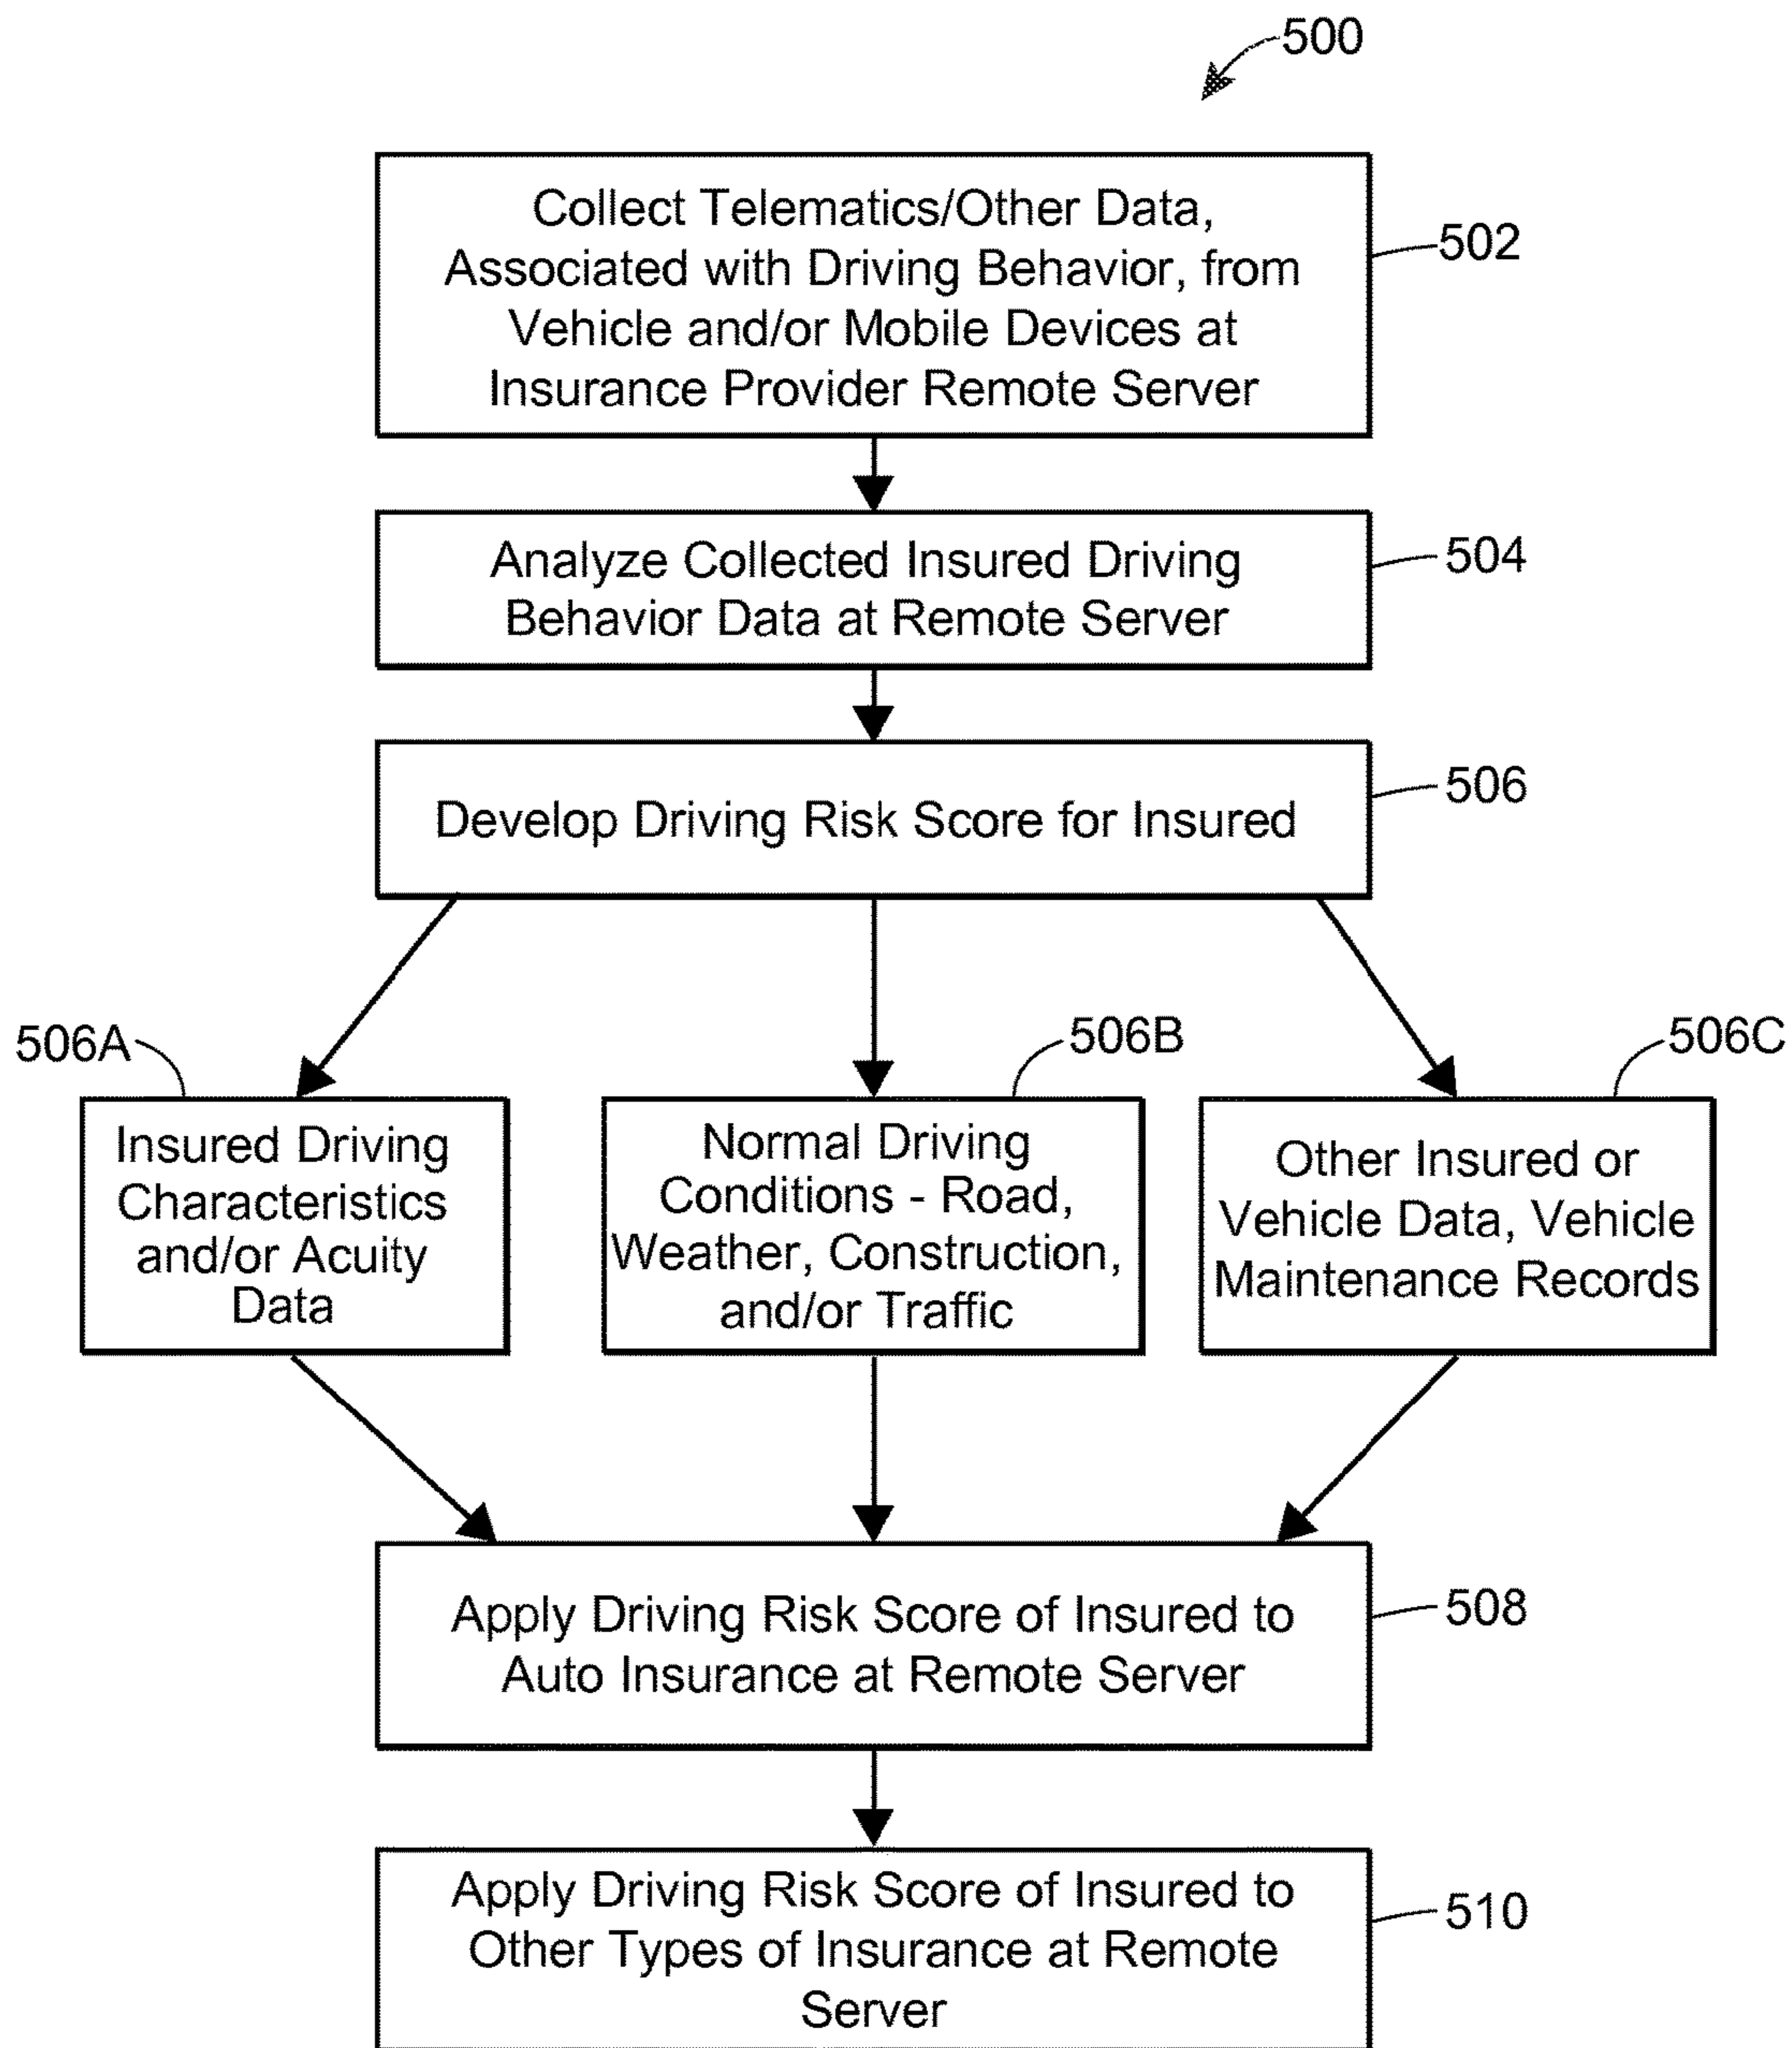 500
Collect Telematics/Other Data,
Associated with Driving Behavior, from
Vehicle and/or Mobile Devices at
Insurance Provider Remote Server
502
Analyze Collected Insured Driving
Behavior Data at Remote Server
504
Develop Driving Risk Score for Insured
506
506A
Insured Driving
Characteristics
and/or Acuity
Data
506B
Normal Driving
Conditions - Road,
Weather, Construction,
and/or Traffic
506C
Other Insured or
Vehicle Data, Vehicle
Maintenance Records
Apply Driving Risk Score of Insured to
Auto Insurance at Remote Server
508
Apply Driving Risk Score of Insured to
Other Types of Insurance at Remote
Server
510